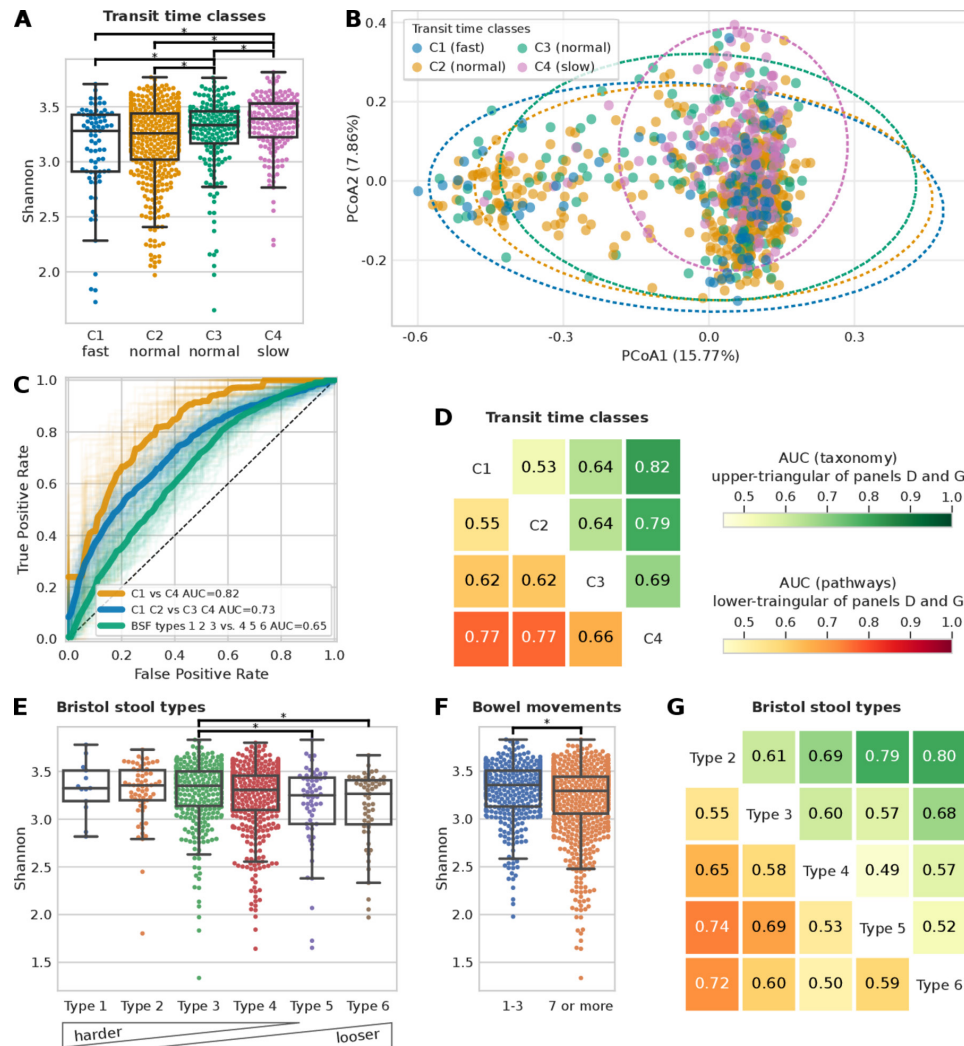 A
Transit time classes
*
*
*
*
*
3.5
3.0
2.5
2.0
Shannon
C1
fast
C2
normal
C3
normal
C4
slow
B
Transit time classes
C1 (fast)
C3 (normal)
C2 (normal)
C4 (slow)
0.4
0.2
0.0
-0.2
PCoA2 (7.86%)
-0.6
-0.3
0.0
0.3
PCoA1 (15.77%)
C
1.0
0.8
0.6
0.4
0.2
0.0
True Positive Rate
C1 vs C4 AUC=0.82
C1 C2 vs C3 C4 AUC=0.73
BSF types 1 2 3 vs. 4 5 6 AUC=0.65
0.0 0.2 0.4 0.6 0.8 1.0
False Positive Rate
D
Transit time classes
C1 0.53 0.64 0.82
0.55 C2 0.64 0.79
0.62 0.62 C3 0.69
0.77 0.77 0.66 C4
AUC (taxonomy)
upper-triangular of panels D and G
0.5 0.6 0.7 0.8 0.9 1.0
AUC (pathways)
lower-traingular of panels D and G
0.5 0.6 0.7 0.8 0.9 1.0
E
Bristol stool types
*
*
3.5
3.0
2.5
2.0
1.5
Shannon
Type 1 Type 2 Type 3 Type 4 Type 5 Type 6
harder
looser
F
Bowel movements
*
3.5
3.0
2.5
2.0
1.5
Shannon
1-3
7 or more
G
Bristol stool types
Type 2 0.61 0.69 0.79 0.80
0.55 Type 3 0.60 0.57 0.68
0.65 0.58 Type 4 0.49 0.57
0.74 0.69 0.53 Type 5 0.52
0.72 0.60 0.50 0.59 Type 6